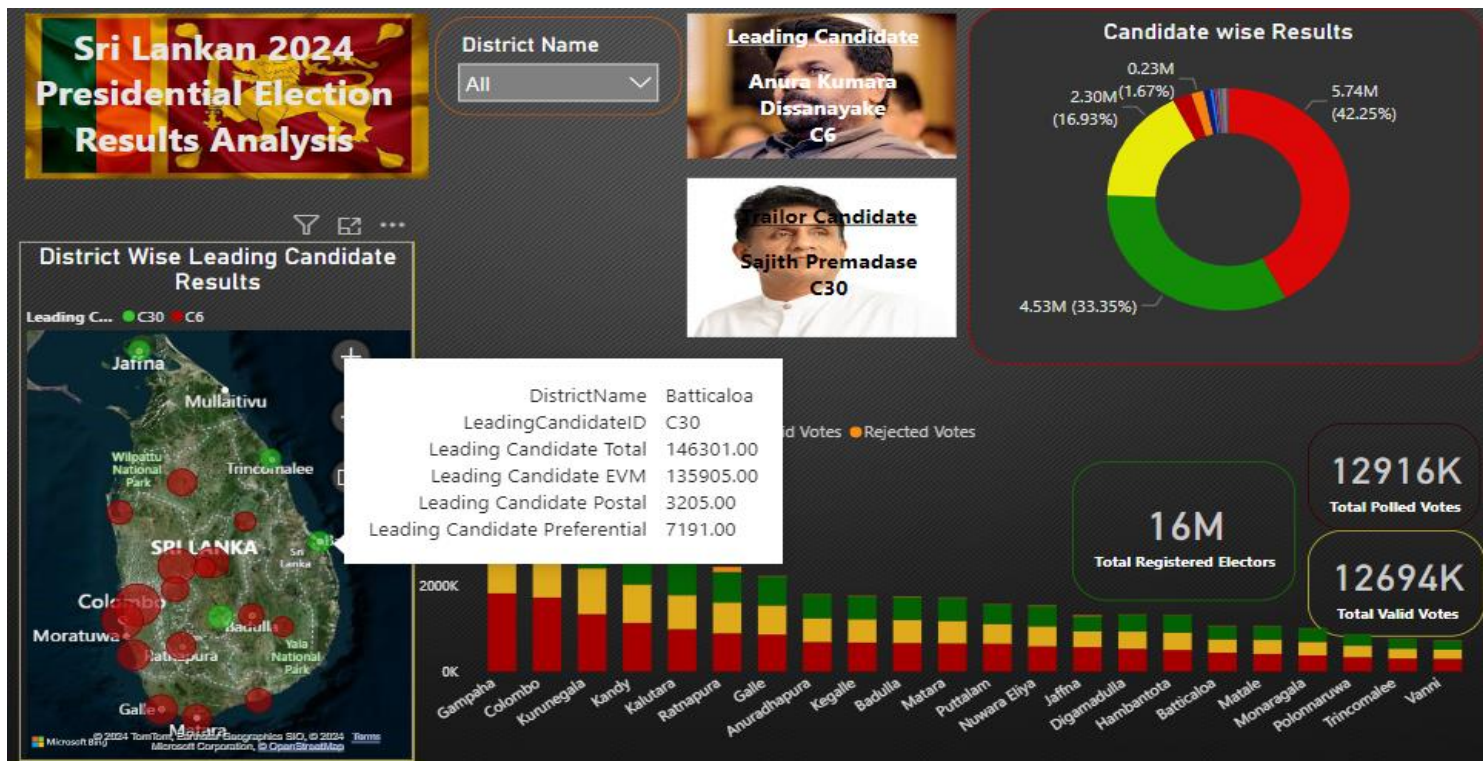 Sri Lankan 2024
Presidential Election
Results Analysis
District Name
All
Leading Candidate
Anura Kumara
Dissanayake
C6
Trailor Candidate
Sajith Premadase
C30
Candidate wise Results
0.23M
(1.67%)
2.30M
(16.93%)
5.74M
(42.25%)
4.53M (33.35%)
District Wise Leading Candidate
Results
Leading C... C30 C6
Jaffna
Mullaitivu
Wilpattu
National
Park
Trincomalee
SRI LANKA
Sri
Lanka
Colombo
Moratuwa
Badulla
Ratnapura
Yala
National
Park
Galle
Matara
Microsoft Bing
© 2024 TomTom, Earthstar Geographics SIO, © 2024
Microsoft Corporation, © OpenStreetMap
Terms
DistrictName Batticaloa
LeadingCandidateID C30
Leading Candidate Total 146301.00
Leading Candidate EVM 135905.00
Leading Candidate Postal 3205.00
Leading Candidate Preferential 7191.00
id Votes Rejected Votes
2000K
0K
Gampaha
Colombo
Kurunegala
Kandy
Kalutara
Ratnapura
Galle
Anuradhapura
Kegalle
Badulla
Matara
Puttalam
Nuwara Eliya
Jaffna
Digamadulla
Hambantota
Batticaloa
Matale
Monaragala
Polonnaruwa
Trincomalee
Vanni
16M
Total Registered Electors
12916K
Total Polled Votes
12694K
Total Valid Votes